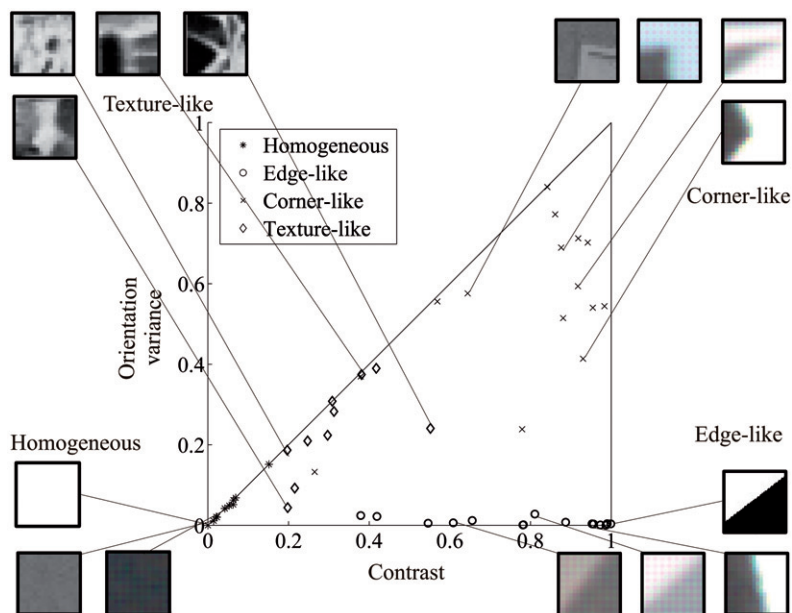 Texture-like
1
Homogeneous
Edge-like
Corner-like
Texture-like
Corner-like
0.8
0.6
Orientation
variance
0.4
Homogeneous
0.2
Edge-like
0
0 0.2 0.4 0.6 0.8 1
Contrast